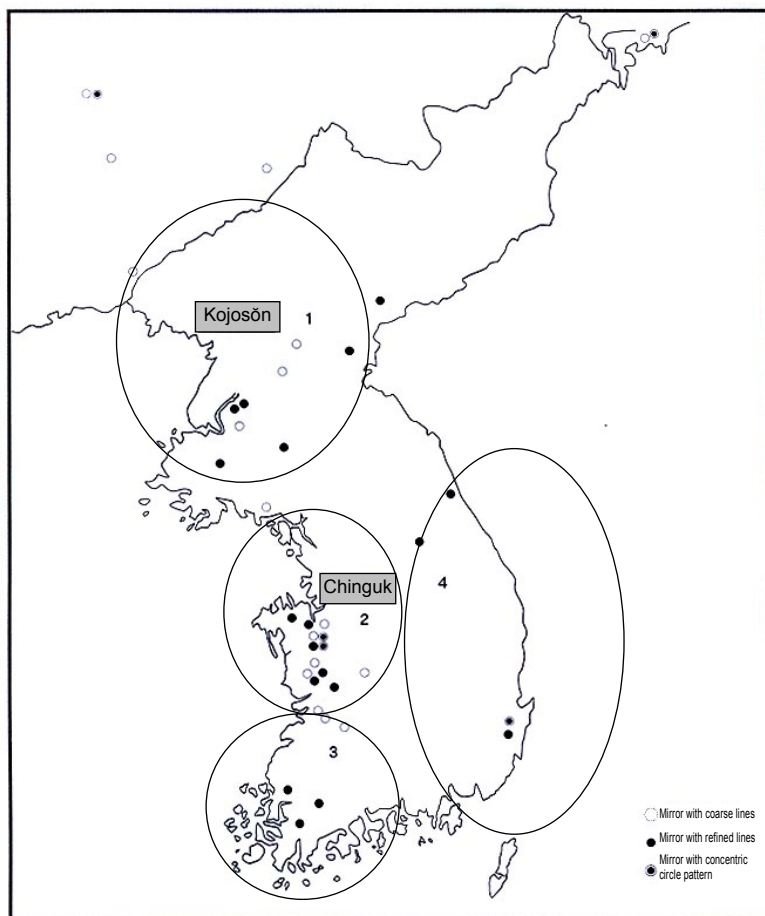 Kojosŏn
1
Chinguk
2
4
3
Mirror with coarse lines
Mirror with refined lines
Mirror with concentric
circle pattern